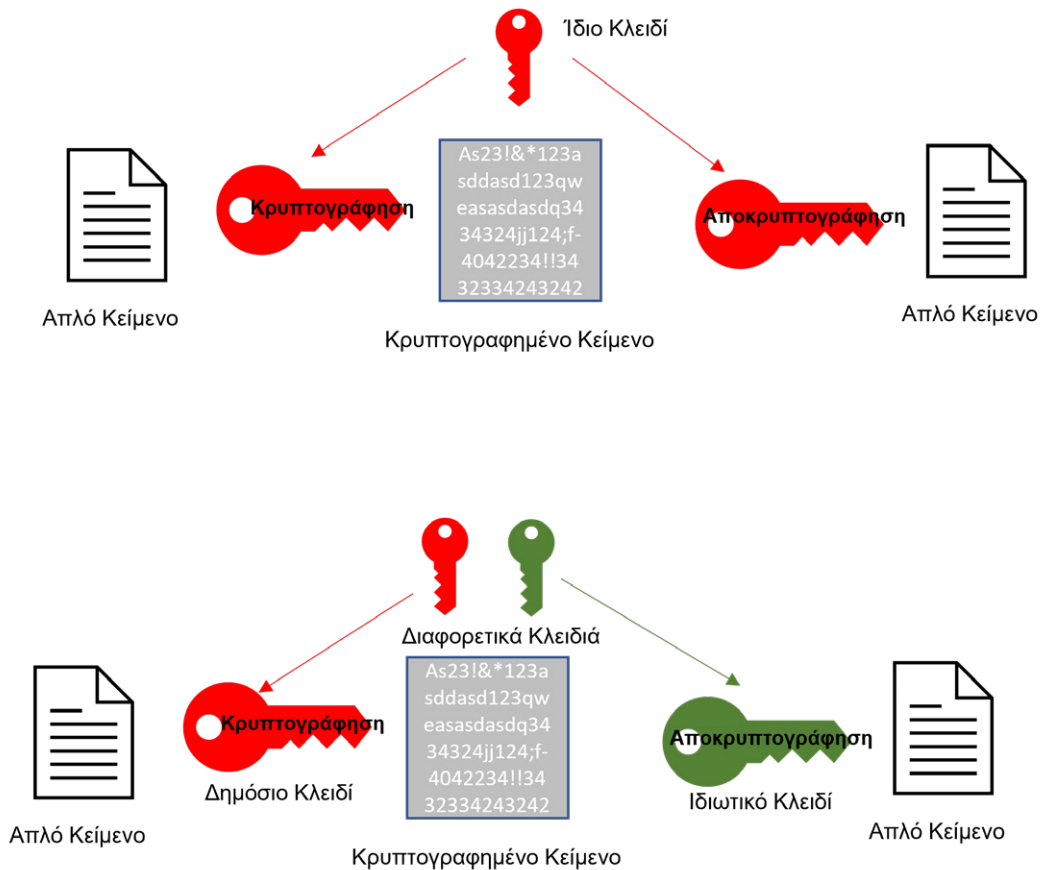 Ίδιο Κλειδί
Κρυπτογράφηση
As23!&*123a
sddasd123qw
easasdasdq34
34324jj124;f-
4042234!!34
32334243242
Αποκρυπτογράφηση
Απλό Κείμενο
Κρυπτογραφημένο Κείμενο
Απλό Κείμενο
Διαφορετικά Κλειδιά
Κρυπτογράφηση
As23!&*123a
sddasd123qw
easasdasdq34
34324jj124;f-
4042234!!34
32334243242
Αποκρυπτογράφηση
Δημόσιο Κλειδί
Ιδιωτικό Κλειδί
Απλό Κείμενο
Κρυπτογραφημένο Κείμενο
Απλό Κείμενο